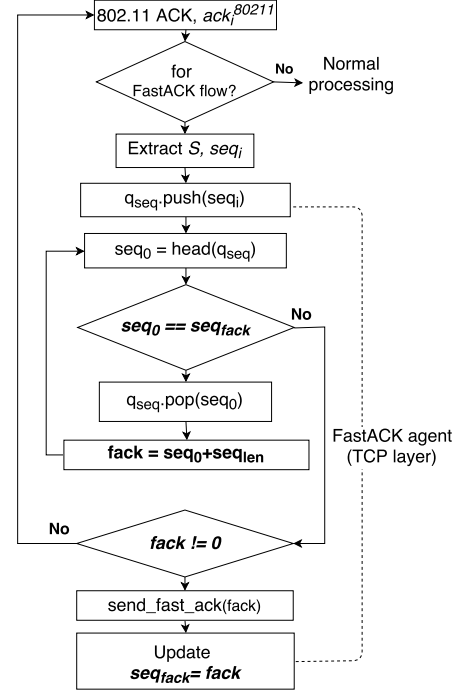 802.11 ACK, ack_i^80211
for
FastACK flow?
No
Normal
processing
Extract S, seq_i
q_seq.push(seq_i)
seq_0 = head(q_seq)
seq_0 == seq_fack
No
q_seq.pop(seq_0)
fack = seq_0+seq_len
FastACK agent
(TCP layer)
No
fack != 0
send_fast_ack(fack)
Update
seq_fack= fack